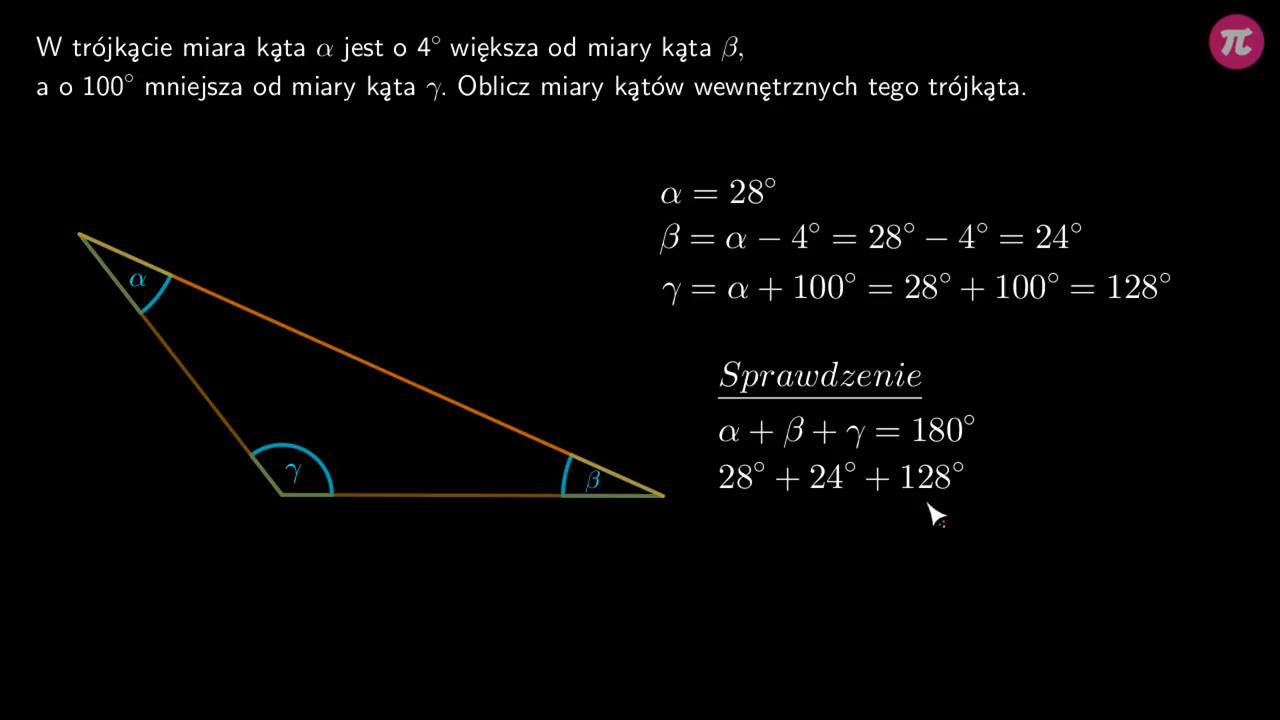 W trójkącie miara kąta α jest o 4° większa od miary kąta β,
a o 100° mniejsza od miary kąta γ. Oblicz miary kątów wewnętrznych tego trójkąta.
π
α = 28°
β = α − 4° = 28° − 4° = 24°
γ = α + 100° = 28° + 100° = 128°
α
γ
β
Sprawdzenie
α + β + γ = 180°
28° + 24° + 128°